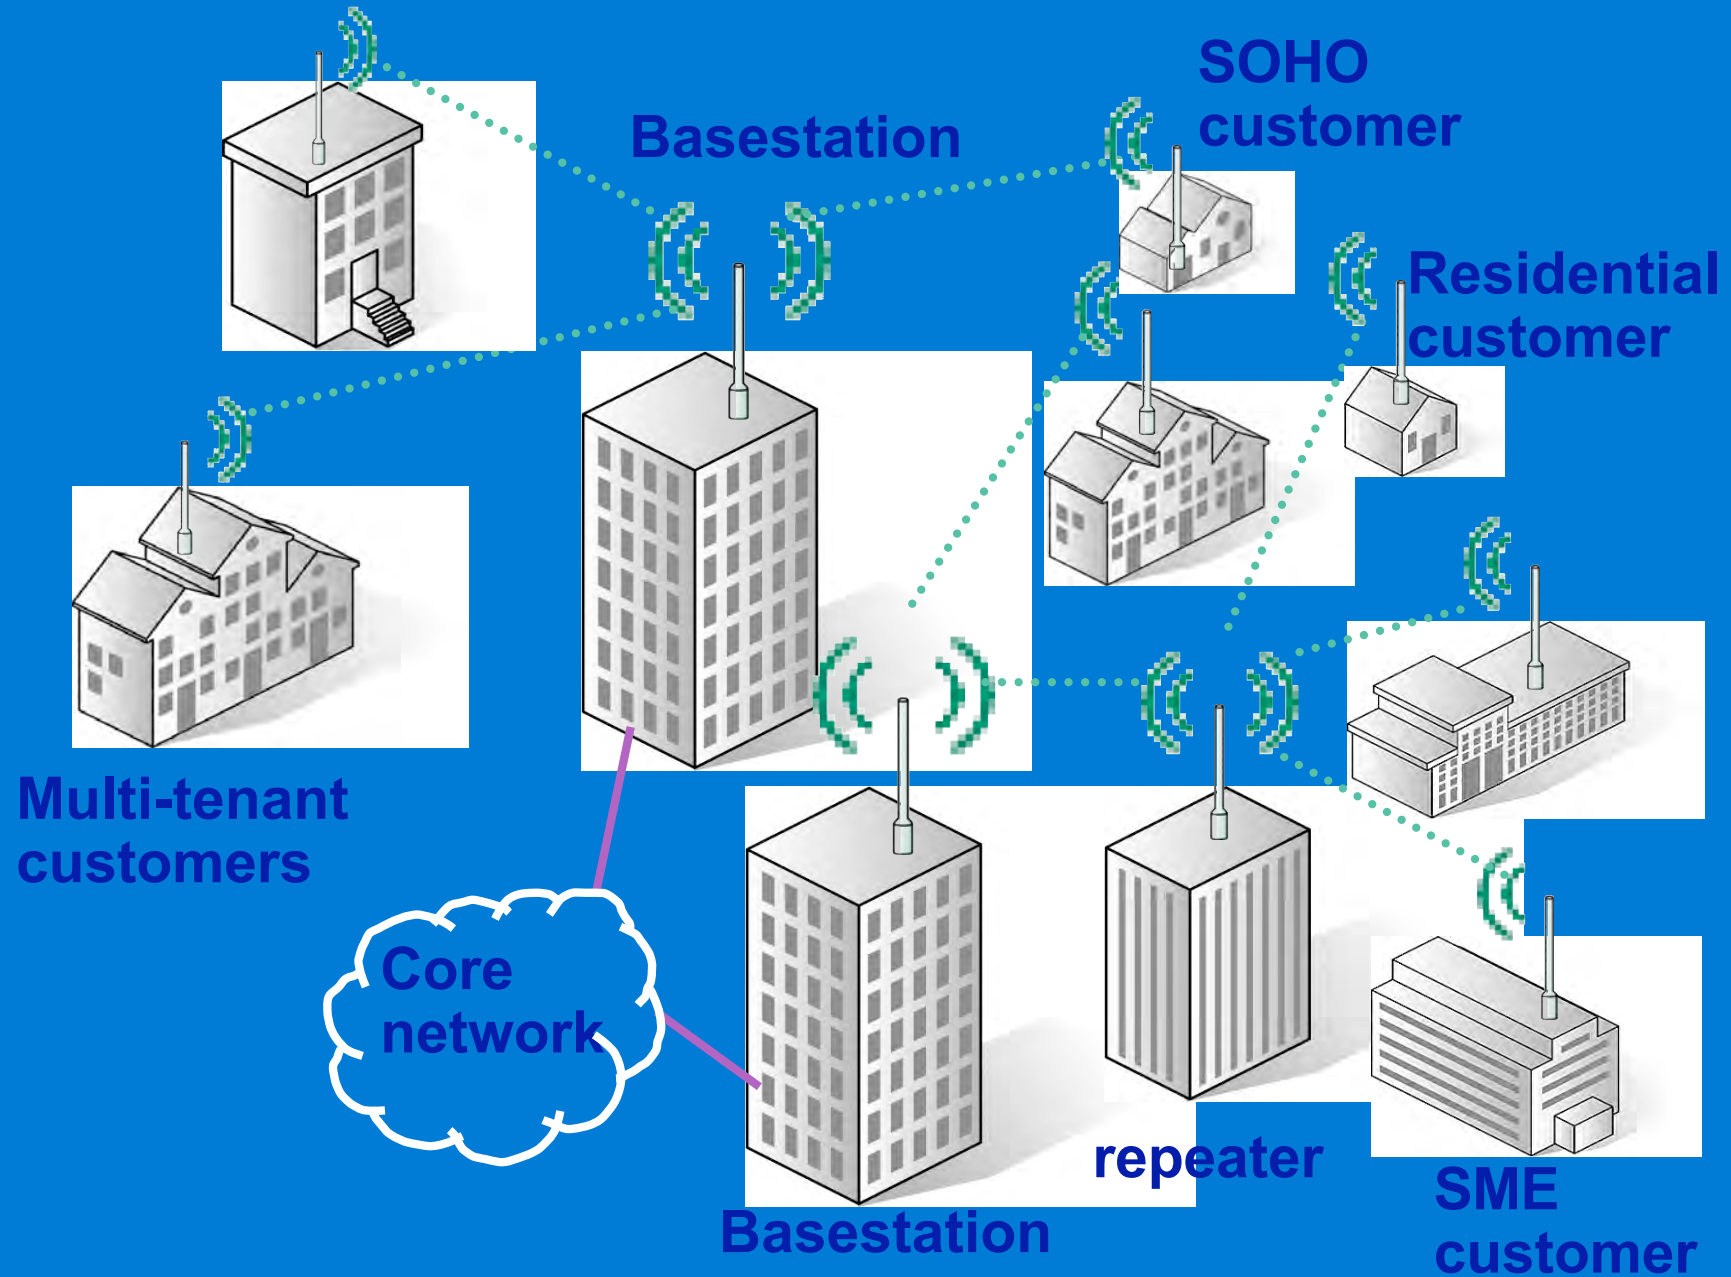 SOHO
customer
Basestation
Residential
customer
Multi-tenant
customers
Core
network
repeater
SME
customer
Basestation